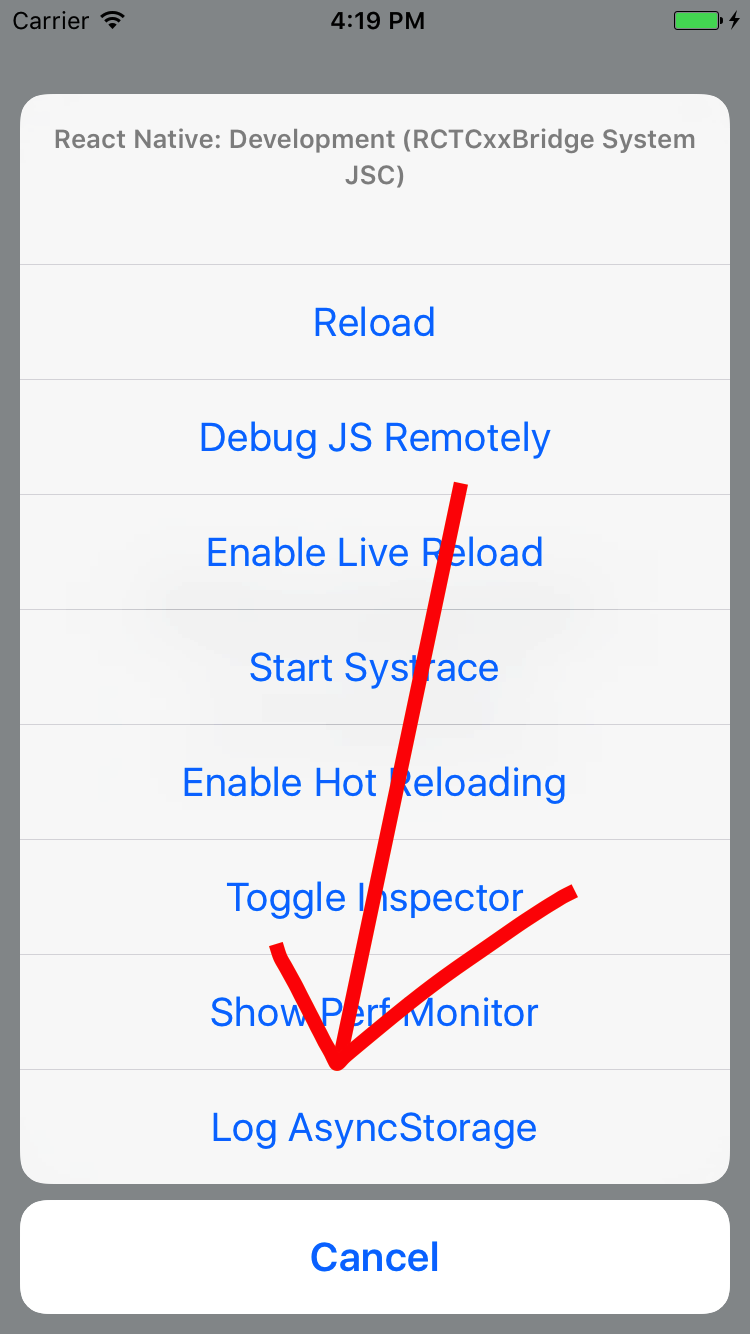 Carrier 4:19 PM
React Native: Development (RCTCxxBridge System
JSC)
Reload
Debug JS Remotely
Enable Live Reload
Start Systrace
Enable Hot Reloading
Toggle Inspector
Show Perf Monitor
Log AsyncStorage
Cancel